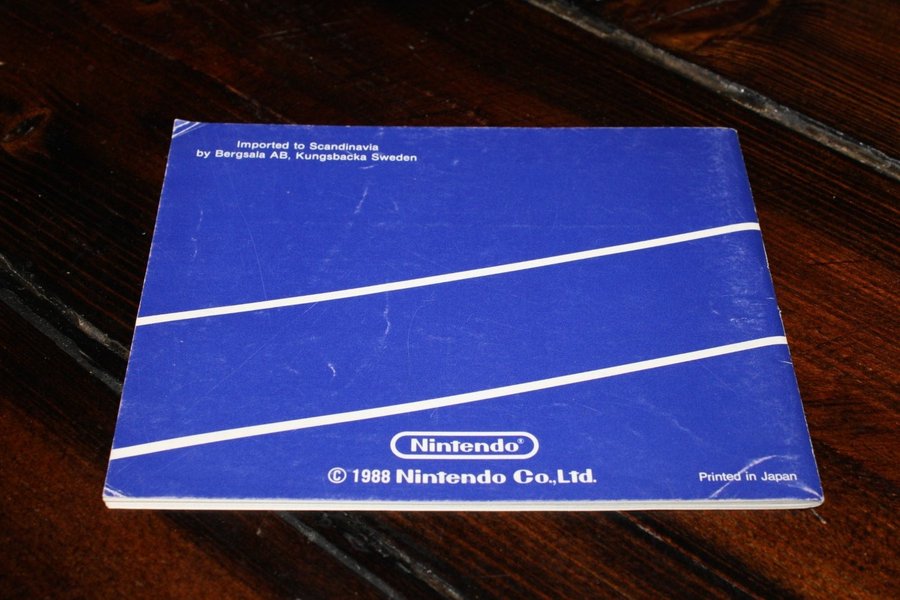 Imported to Scandinavia
by Bergsala AB, Kungsbacka Sweden
Nintendo®
© 1988 Nintendo Co.,Ltd.
Printed in Japan